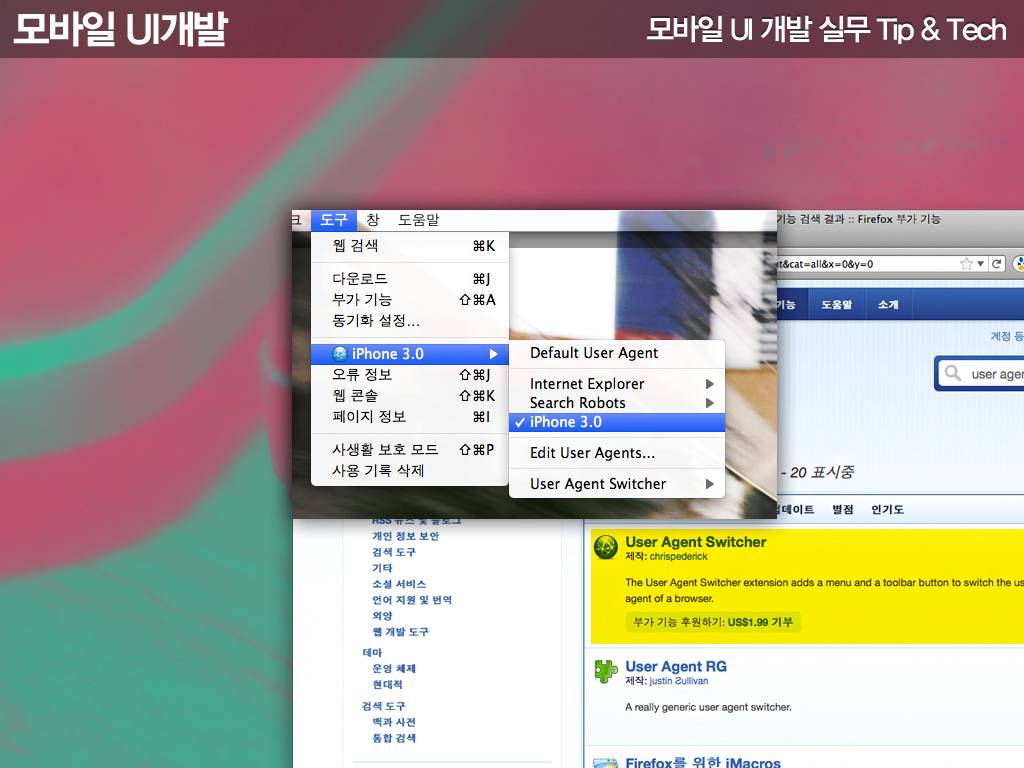 모바일 UI개발
모바일 UI 개발 실무 Tip & Tech
크 도구 창 도움말
기능 검색 결과 :: Firefox 부가 기능
웹 검색 ⌘K
다운로드 ⌘J
부가 기능 ⇧⌘A
동기화 설정...
iPhone 3.0 ▶
오류 정보 ⇧⌘J
웹 콘솔 ⇧⌘K
페이지 정보 ⌘I
사생활 보호 모드 ⇧⌘P
사용 기록 삭제
Default User Agent
Internet Explorer ▶
Search Robots ▶
✓ iPhone 3.0
Edit User Agents...
User Agent Switcher ▶
&cat=all&x=0&y=0
기능 도움말 소개
계정 등
user agen
- 20 표시중
데이트 별점 인기도
RSS 뉴스 및 블로그
개인 정보 보안
검색 도구
기타
소셜 서비스
언어 지원 및 번역
외양
웹 개발 도구
테마
운영 체제
현대적
검색 도구
백과 사전
통합 검색
User Agent Switcher
제작: chrispederick
The User Agent Switcher extension adds a menu and a toolbar button to switch the us
agent of a browser.
부가 기능 후원하기: US$1.99 기부
User Agent RG
제작: justin Sullivan
A really generic user agent switcher.
Firefox를 위한 iMacros